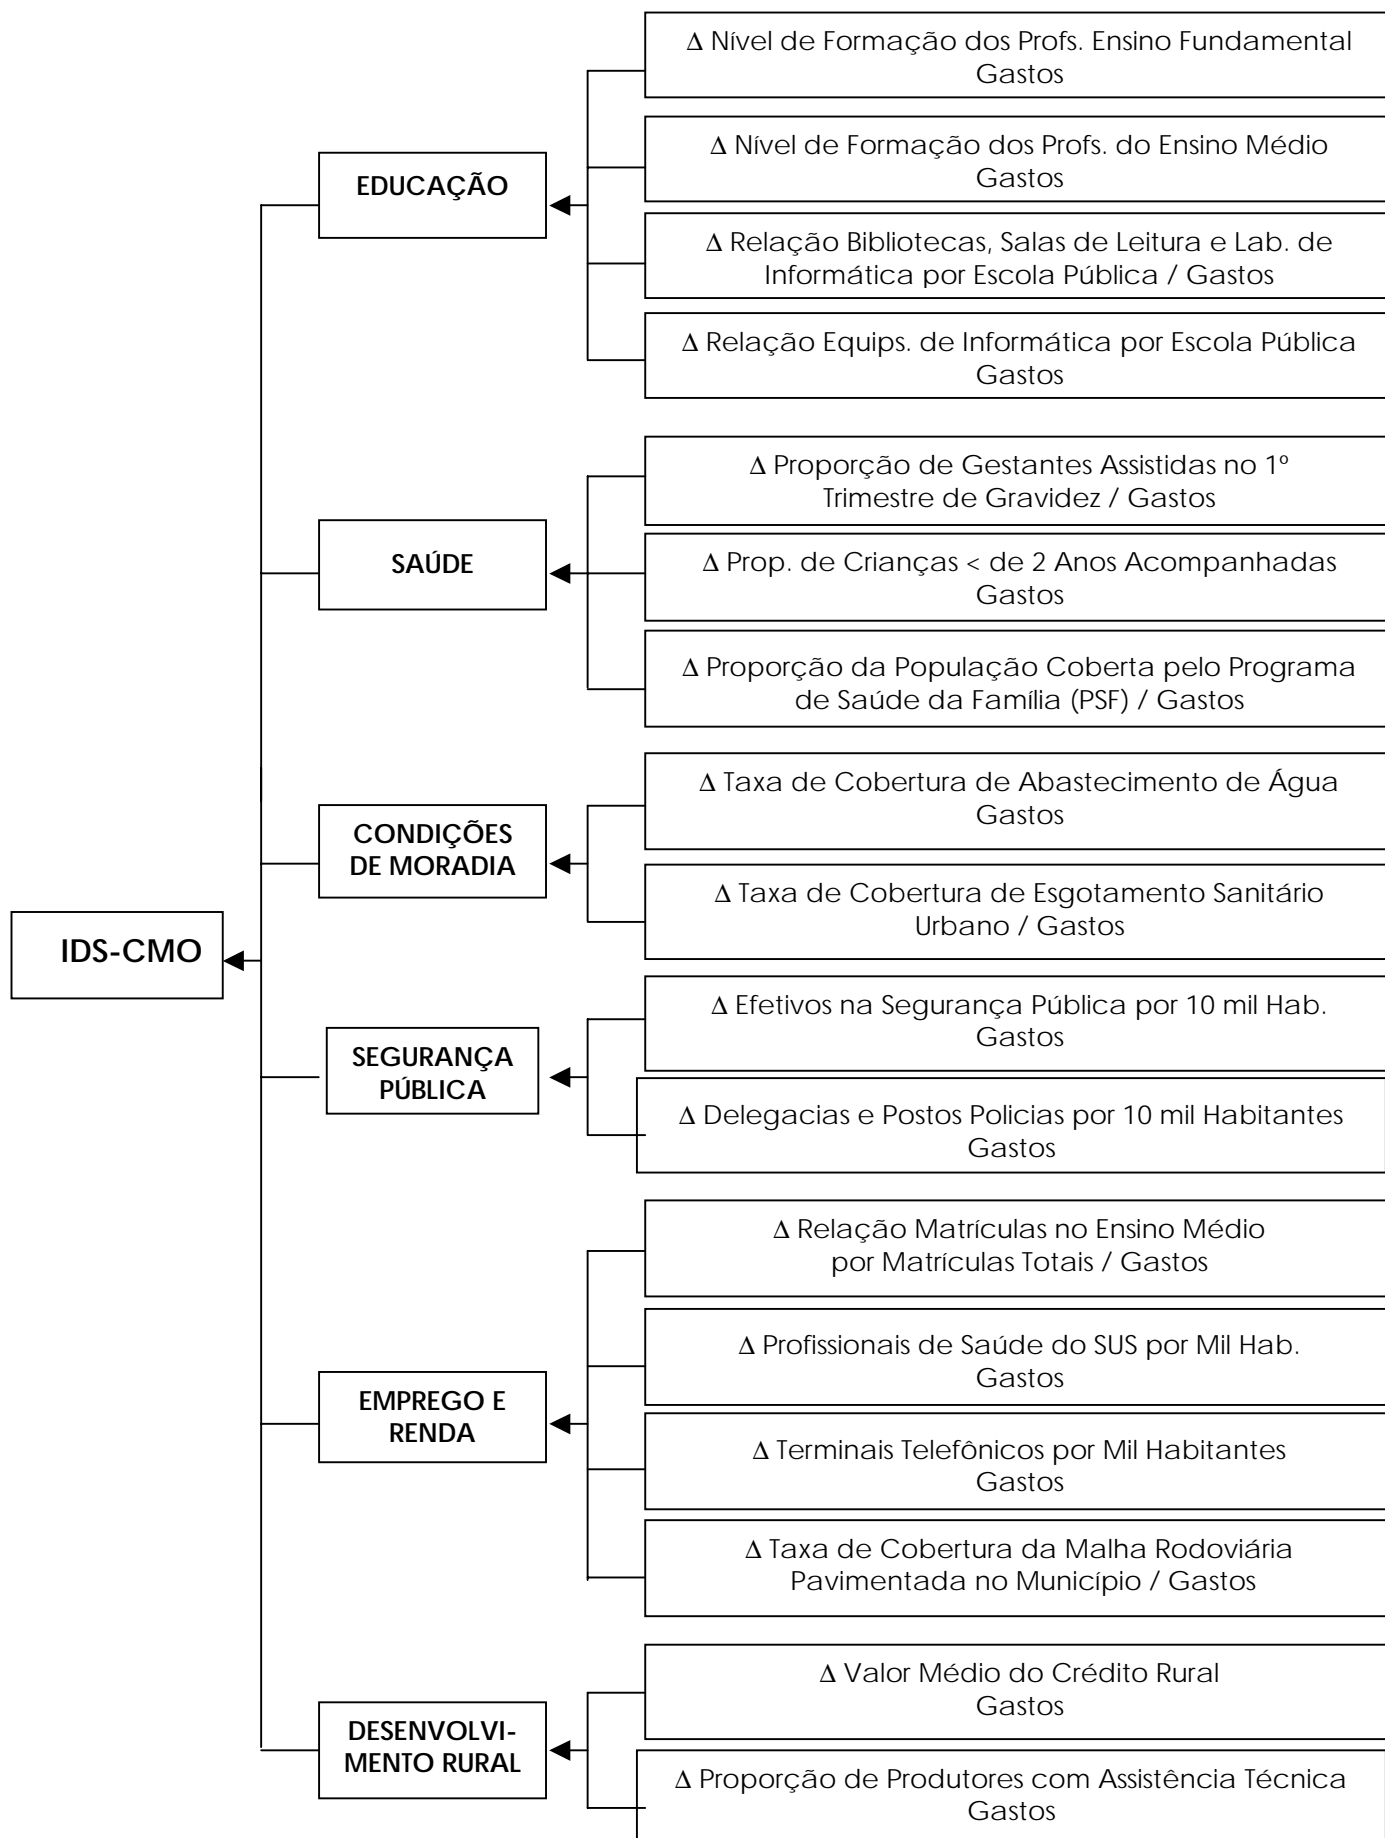 Δ Nível de Formação dos Profs. Ensino Fundamental
Gastos
Δ Nível de Formação dos Profs. do Ensino Médio
Gastos
EDUCAÇÃO
Δ Relação Bibliotecas, Salas de Leitura e Lab. de
Informática por Escola Pública / Gastos
Δ Relação Equips. de Informática por Escola Pública
Gastos
Δ Proporção de Gestantes Assistidas no 1º
Trimestre de Gravidez / Gastos
SAÚDE
Δ Prop. de Crianças < de 2 Anos Acompanhadas
Gastos
Δ Proporção da População Coberta pelo Programa
de Saúde da Família (PSF) / Gastos
Δ Taxa de Cobertura de Abastecimento de Água
Gastos
CONDIÇÕES
DE MORADIA
Δ Taxa de Cobertura de Esgotamento Sanitário
Urbano / Gastos
IDS-CMO
Δ Efetivos na Segurança Pública por 10 mil Hab.
Gastos
SEGURANÇA
PÚBLICA
Δ Delegacias e Postos Policias por 10 mil Habitantes
Gastos
Δ Relação Matrículas no Ensino Médio
por Matrículas Totais / Gastos
Δ Profissionais de Saúde do SUS por Mil Hab.
Gastos
EMPREGO E
RENDA
Δ Terminais Telefônicos por Mil Habitantes
Gastos
Δ Taxa de Cobertura da Malha Rodoviária
Pavimentada no Município / Gastos
Δ Valor Médio do Crédito Rural
Gastos
DESENVOLVI-
MENTO RURAL
Δ Proporção de Produtores com Assistência Técnica
Gastos